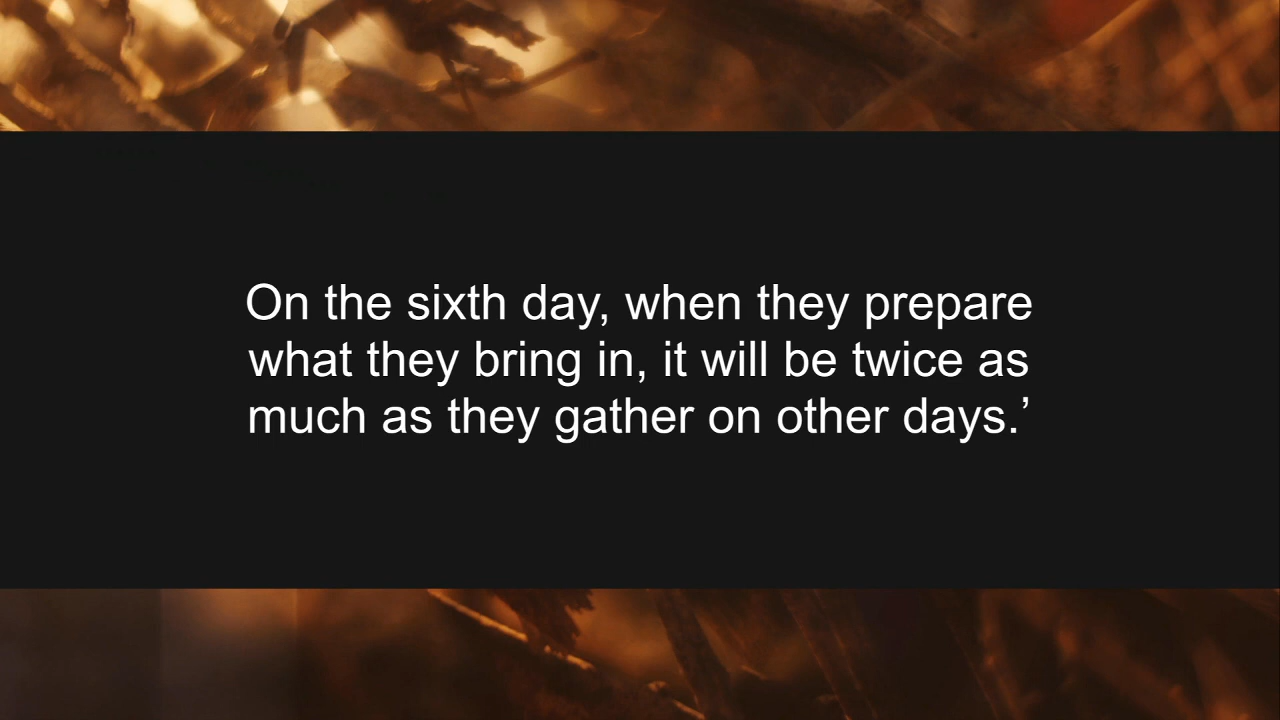 On the sixth day, when they prepare
what they bring in, it will be twice as
much as they gather on other days.’